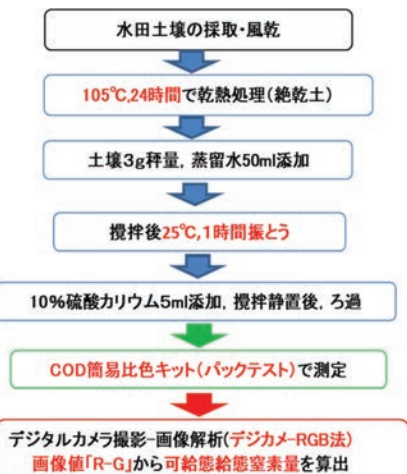 水田土壌の採取・風乾
105℃,24時間で乾熱処理(絶乾土)
土壌3g秤量，蒸留水50ml添加
攪拌後25℃,1時間振とう
10%硫酸カリウム5ml添加，攪拌静置後，ろ過
COD簡易比色キット(パックテスト)で測定
デジタルカメラ撮影-画像解析(デジカメ-RGB法)
画像値「R-G」から可給態給態窒素量を算出